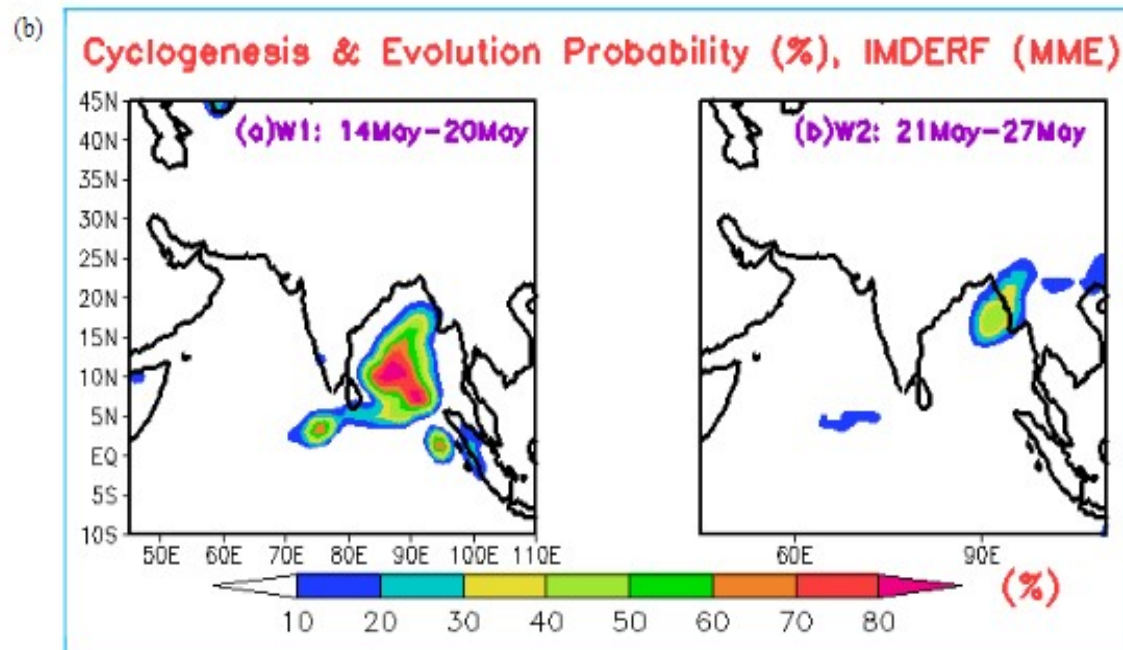 (b)
Cyclogenesis & Evolution Probability (%), IMDERF (MME)
(a)W1: 14May-20May
(b)W2: 21May-27May
45N
40N
35N
30N
25N
20N
15N
10N
5N
EQ
5S
10S
50E 60E 70E 80E 90E 100E 110E
60E 90E
10 20 30 40 50 60 70 80
(%)